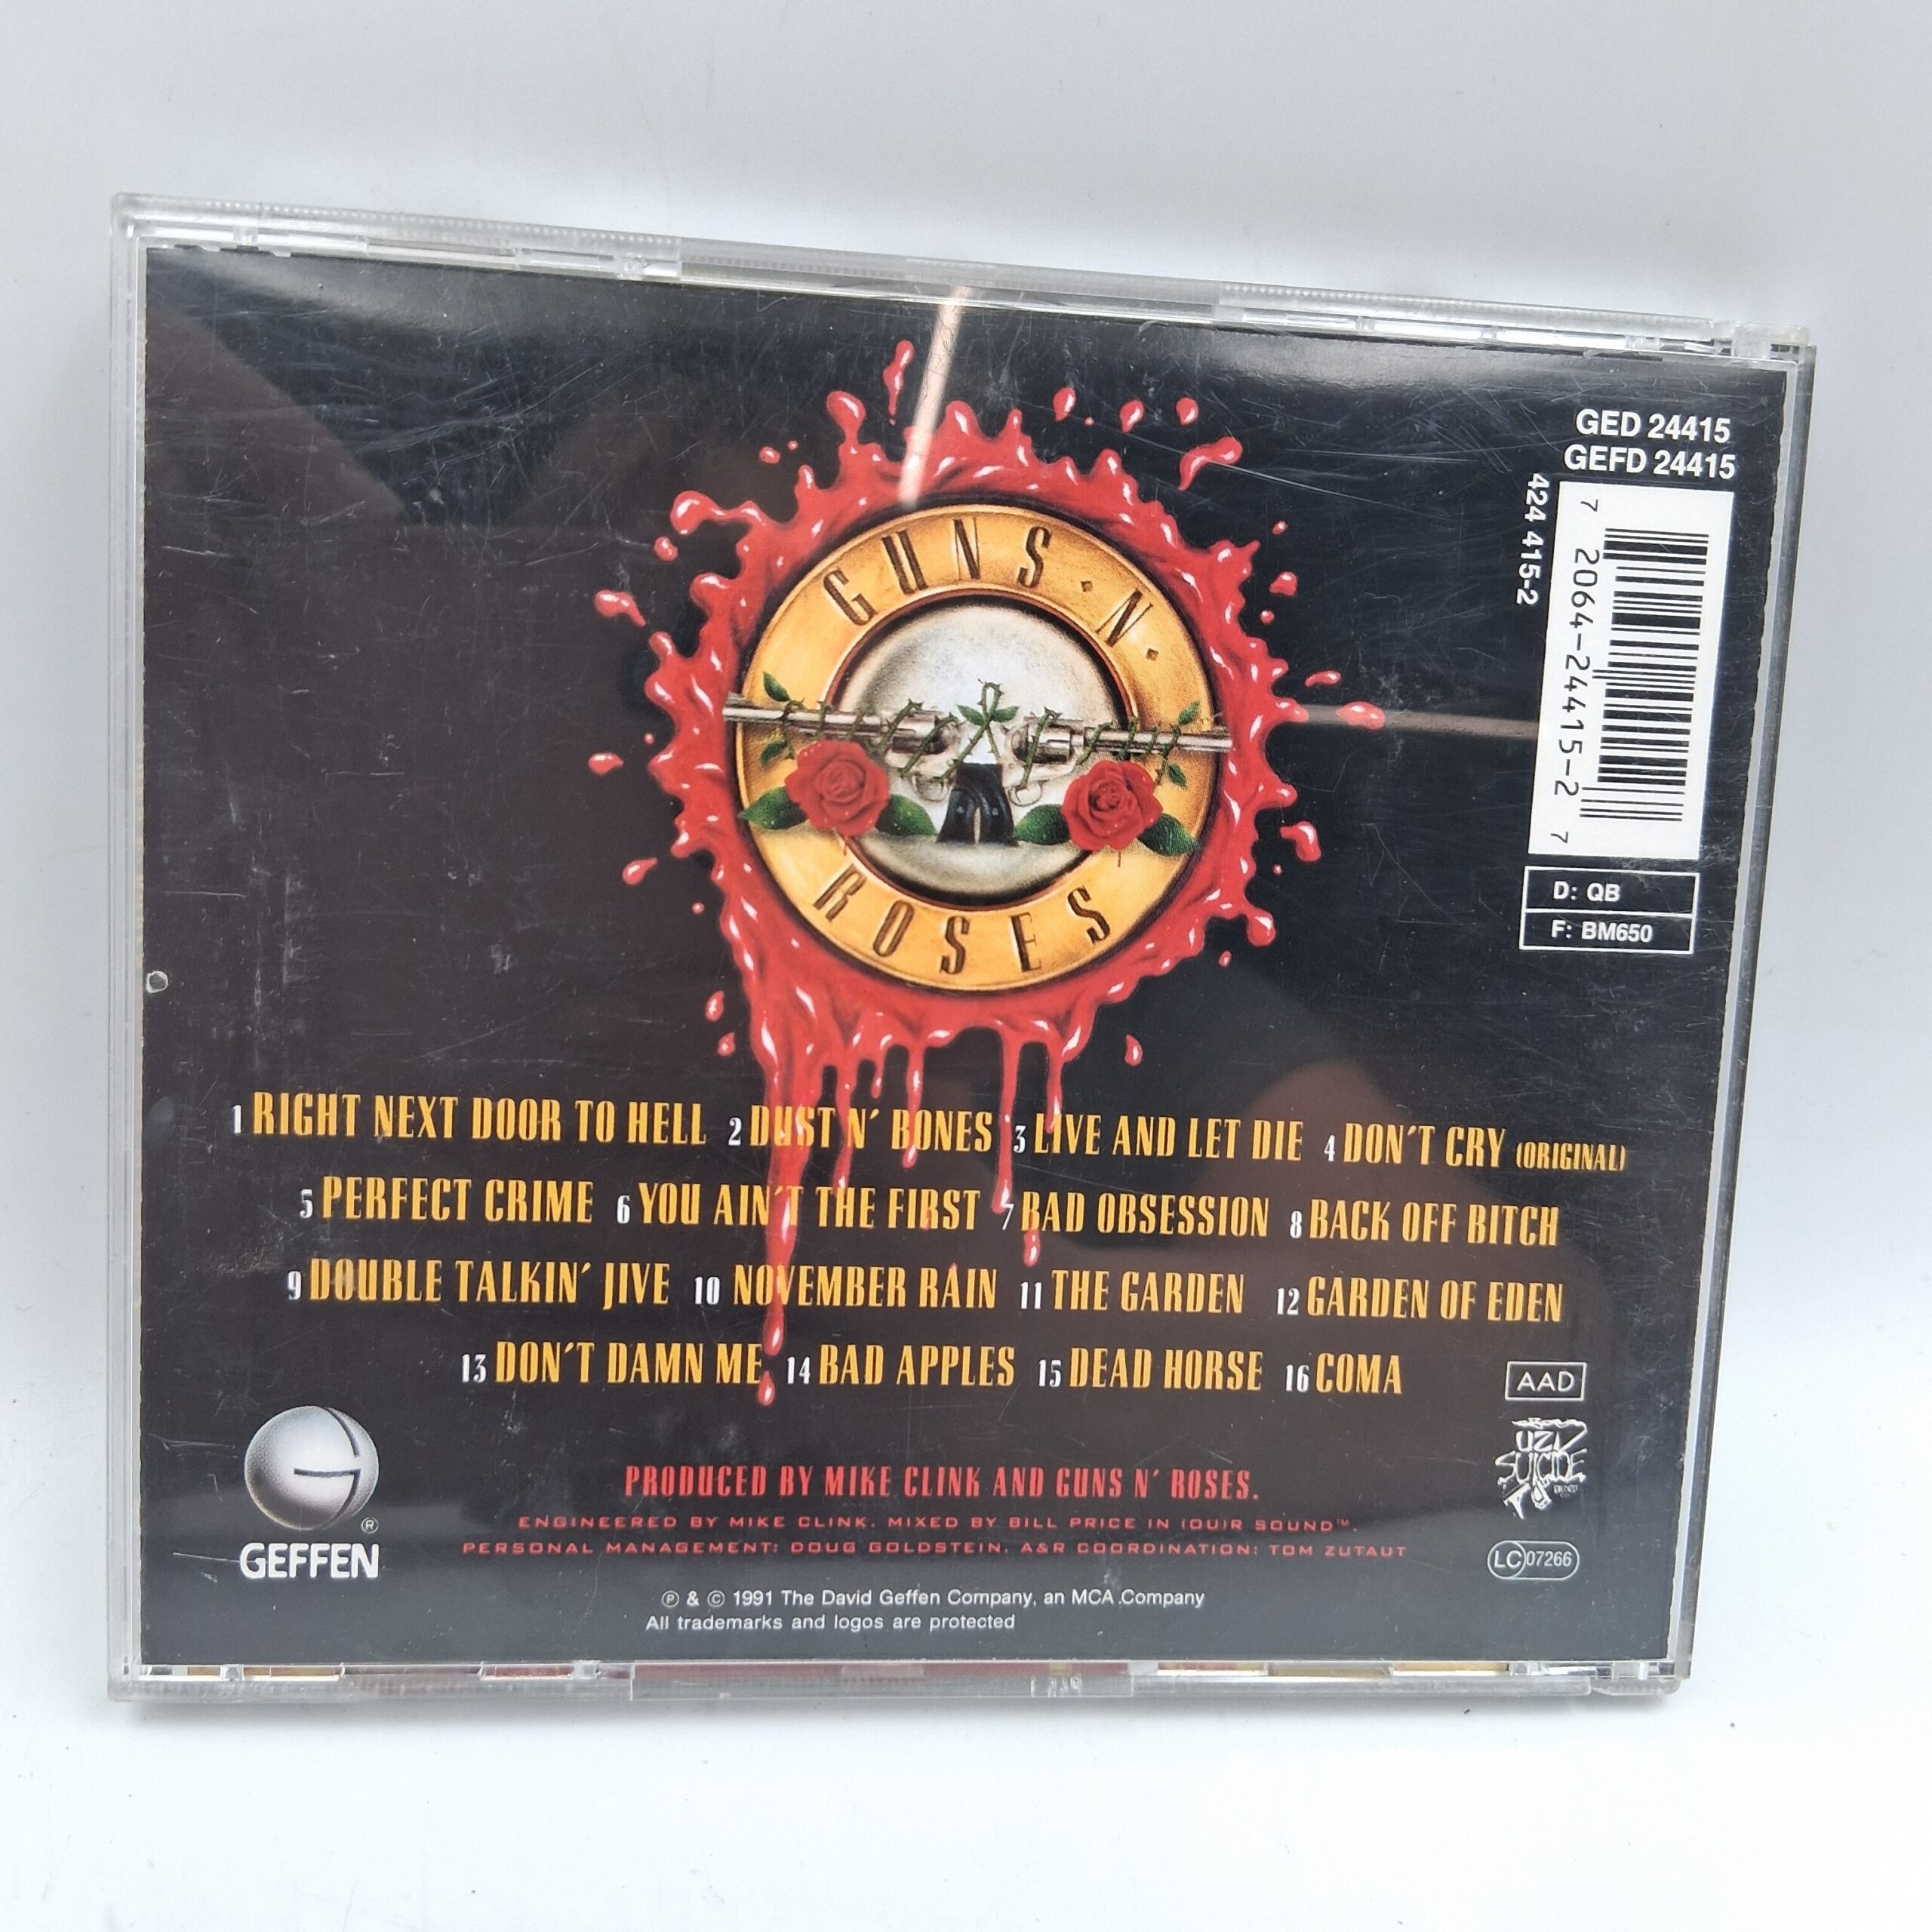 GED 24415
GEFD 24415
424 415-2
7 2064-24415-2 7
D: QB
F: BM650
GUNS · N ·
ROSES
1 RIGHT NEXT DOOR TO HELL 2 DUST N' BONES 3 LIVE AND LET DIE 4 DON'T CRY (ORIGINAL)
5 PERFECT CRIME 6 YOU AIN'T THE FIRST 7 BAD OBSESSION 8 BACK OFF BITCH
9 DOUBLE TALKIN' JIVE 10 NOVEMBER RAIN 11 THE GARDEN 12 GARDEN OF EDEN
13 DON'T DAMN ME 14 BAD APPLES 15 DEAD HORSE 16 COMA
AAD
UZI
SUICIDE
PRODUCED BY MIKE CLINK AND GUNS N' ROSES.
ENGINEERED BY MIKE CLINK. MIXED BY BILL PRICE IN (OU)R SOUND™.
PERSONAL MANAGEMENT: DOUG GOLDSTEIN. A&R COORDINATION: TOM ZUTAUT
®
GEFFEN
LC 07266
℗ & © 1991 The David Geffen Company, an MCA Company
All trademarks and logos are protected